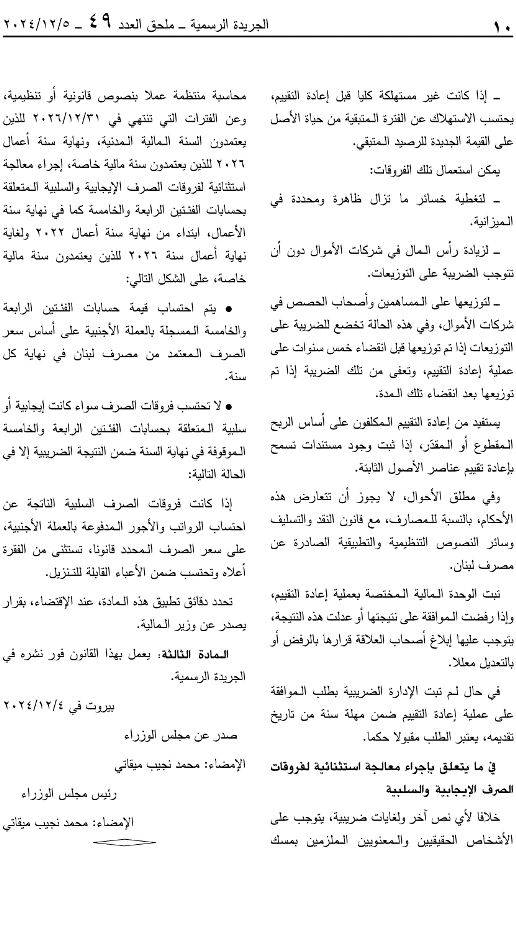 ١٠
الجريدة الرسمية ــ ملحق العدد ٤٩ ــ ٢٠٢٤/١٢/٥
ــ إذا كانت غير مستهلكة كليا قبل إعادة التقييم،
يحتسب الاستهلاك عن الفترة المتبقية من حياة الأصل
على القيمة الجديدة للرصيد المتبقي.
يمكن استعمال تلك الفروقات:
ــ لتغطية خسائر ما تزال ظاهرة ومحددة في
الميزانية.
ــ لزيادة رأس المال في شركات الأموال دون أن
تتوجب الضريبة على التوزيعات.
ــ لتوزيعها على المساهمين وأصحاب الحصص في
شركات الأموال، وفي هذه الحالة تخضع للضريبة على
التوزيعات إذا تم توزيعها قبل انقضاء خمس سنوات على
عملية إعادة التقييم، وتعفى من تلك الضريبة إذا تم
توزيعها بعد انقضاء تلك المدة.
يستفيد من إعادة التقييم المكلفون على أساس الربح
المقطوع أو المقدّر، إذا ثبت وجود مستندات تسمح
بإعادة تقييم عناصر الأصول الثابتة.
وفي مطلق الأحوال، لا يجوز أن تتعارض هذه
الأحكام، بالنسبة للمصارف، مع قانون النقد والتسليف
وسائر النصوص التنظيمية والتطبيقية الصادرة عن
مصرف لبنان.
تبت الوحدة المالية المختصة بعملية إعادة التقييم،
وإذا رفضت الموافقة على نتيجتها أو عدلت هذه النتيجة،
يتوجب عليها إبلاغ أصحاب العلاقة قرارها بالرفض أو
بالتعديل معللا.
في حال لم تبت الإدارة الضريبية بطلب الموافقة
على عملية إعادة التقييم ضمن مهلة سنة من تاريخ
تقديمه، يعتبر الطلب مقبولا حكما.
في ما يتعلق بإجراء معالجة استثنائية لفروقات
الصرف الإيجابية والسلبية
خلافا لأي نص آخر ولغايات ضريبية، يتوجب على
الأشخاص الحقيقيين والمعنويين الملزمين بمسك
محاسبة منتظمة عملا بنصوص قانونية أو تنظيمية،
وعن الفترات التي تنتهي في ٢٠٢٦/١٢/٣١ للذين
يعتمدون السنة المالية المدنية، ونهاية سنة أعمال
٢٠٢٦ للذين يعتمدون سنة مالية خاصة، إجراء معالجة
استثنائية لفروقات الصرف الإيجابية والسلبية المتعلقة
بحسابات الفئتين الرابعة والخامسة كما في نهاية سنة
الأعمال، ابتداء من نهاية سنة أعمال ٢٠٢٢ ولغاية
نهاية أعمال سنة ٢٠٢٦ للذين يعتمدون سنة مالية
خاصة، على الشكل التالي:
● يتم احتساب قيمة حسابات الفئتين الرابعة
والخامسة المسجلة بالعملة الأجنبية على أساس سعر
الصرف المعتمد من مصرف لبنان في نهاية كل
سنة.
● لا تحتسب فروقات الصرف سواء كانت إيجابية أو
سلبية المتعلقة بحسابات الفئتين الرابعة والخامسة
الموقوفة في نهاية السنة ضمن النتيجة الضريبية إلا في
الحالة التالية:
إذا كانت فروقات الصرف السلبية الناتجة عن
احتساب الرواتب والأجور المدفوعة بالعملة الأجنبية،
على سعر الصرف المحدد قانونا، تستثنى من الفقرة
أعلاه وتحتسب ضمن الأعباء القابلة للتنزيل.
تحدد دقائق تطبيق هذه المادة، عند الإقتضاء، بقرار
يصدر عن وزير المالية.
المادة الثالثة: يعمل بهذا القانون فور نشره في
الجريدة الرسمية.
بيروت في ٢٠٢٤/١٢/٤
صدر عن مجلس الوزراء
الإمضاء: محمد نجيب ميقاتي
رئيس مجلس الوزراء
الإمضاء: محمد نجيب ميقاتي